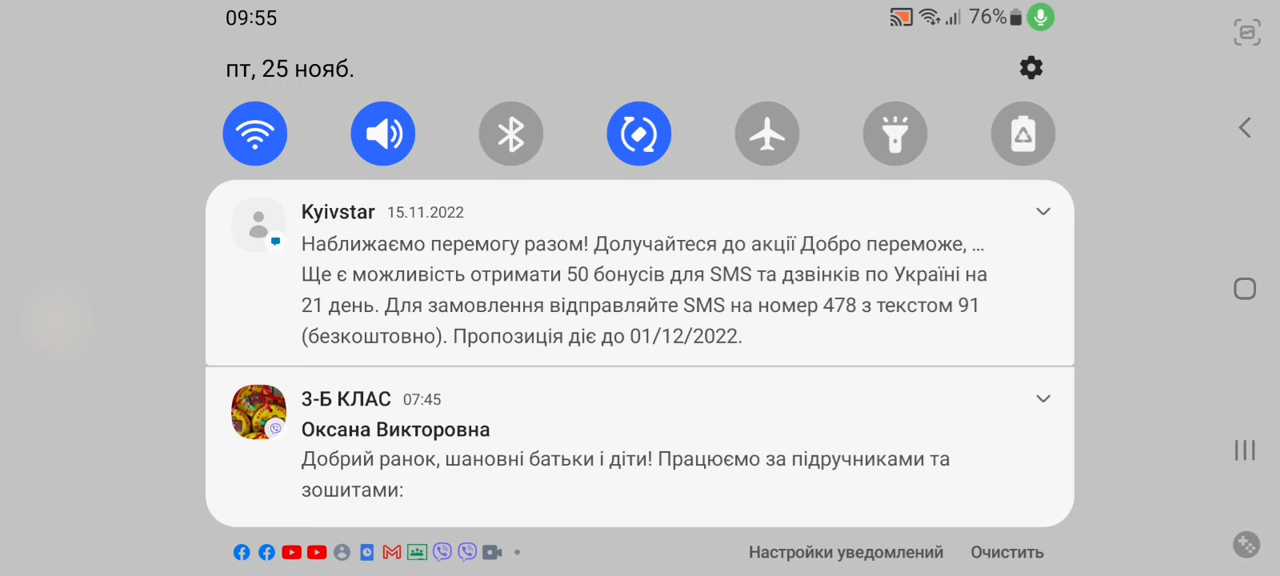 09:55
76%
пт, 25 нояб.
Kyivstar 15.11.2022
Наближаємо перемогу разом! Долучайтеся до акції Добро переможе, ...
Ще є можливість отримати 50 бонусів для SMS та дзвінків по Україні на
21 день. Для замовлення відправляйте SMS на номер 478 з текстом 91
(безкоштовно). Пропозиція діє до 01/12/2022.
3-Б КЛАС 07:45
Оксана Викторовна
Добрий ранок, шановні батьки і діти! Працюємо за підручниками та
зошитами:
Настройки уведомлений Очистить